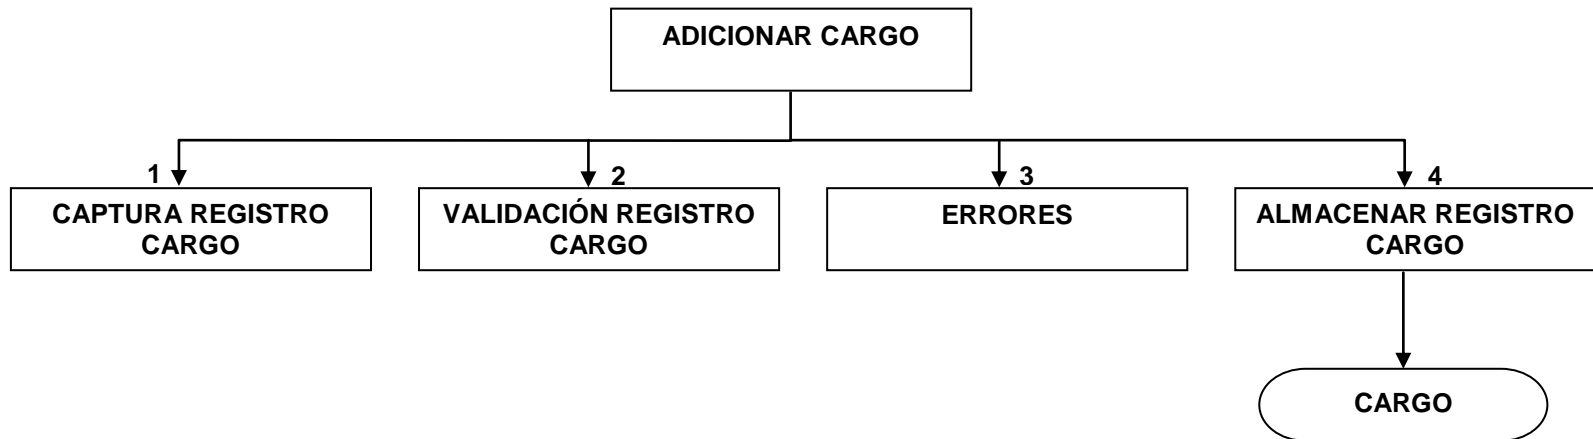 ADICIONAR CARGO
1
2
3
4
CAPTURA REGISTRO
CARGO
VALIDACIÓN REGISTRO
CARGO
ERRORES
ALMACENAR REGISTRO
CARGO
CARGO